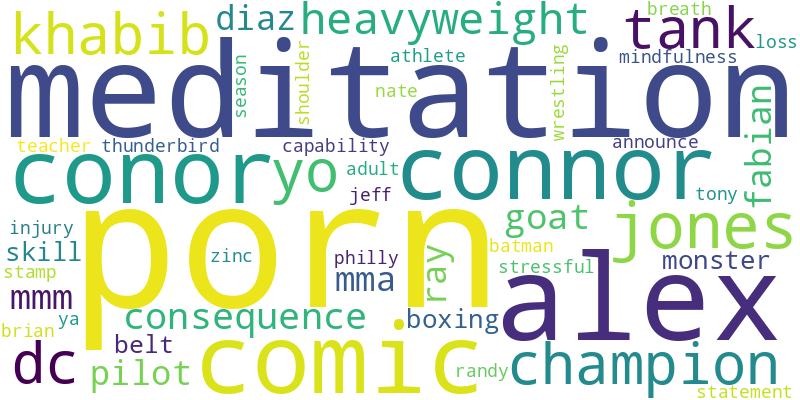 breath
khabib
diaz
heavyweight
tank
loss
meditation
season
shoulder
athlete
nate
wrestling
mindfulness
teacher
thunderbird
capability
announce
fabian
conor
yo
adult
connor
jeff
tony
porn
goat
jones
injury
skill
zinc
philly
ray
batman
monster
stamp
mma
stressful
mmm
alex
brian
ya
consequence
boxing
belt
comic
champion
dc
pilot
randy
statement